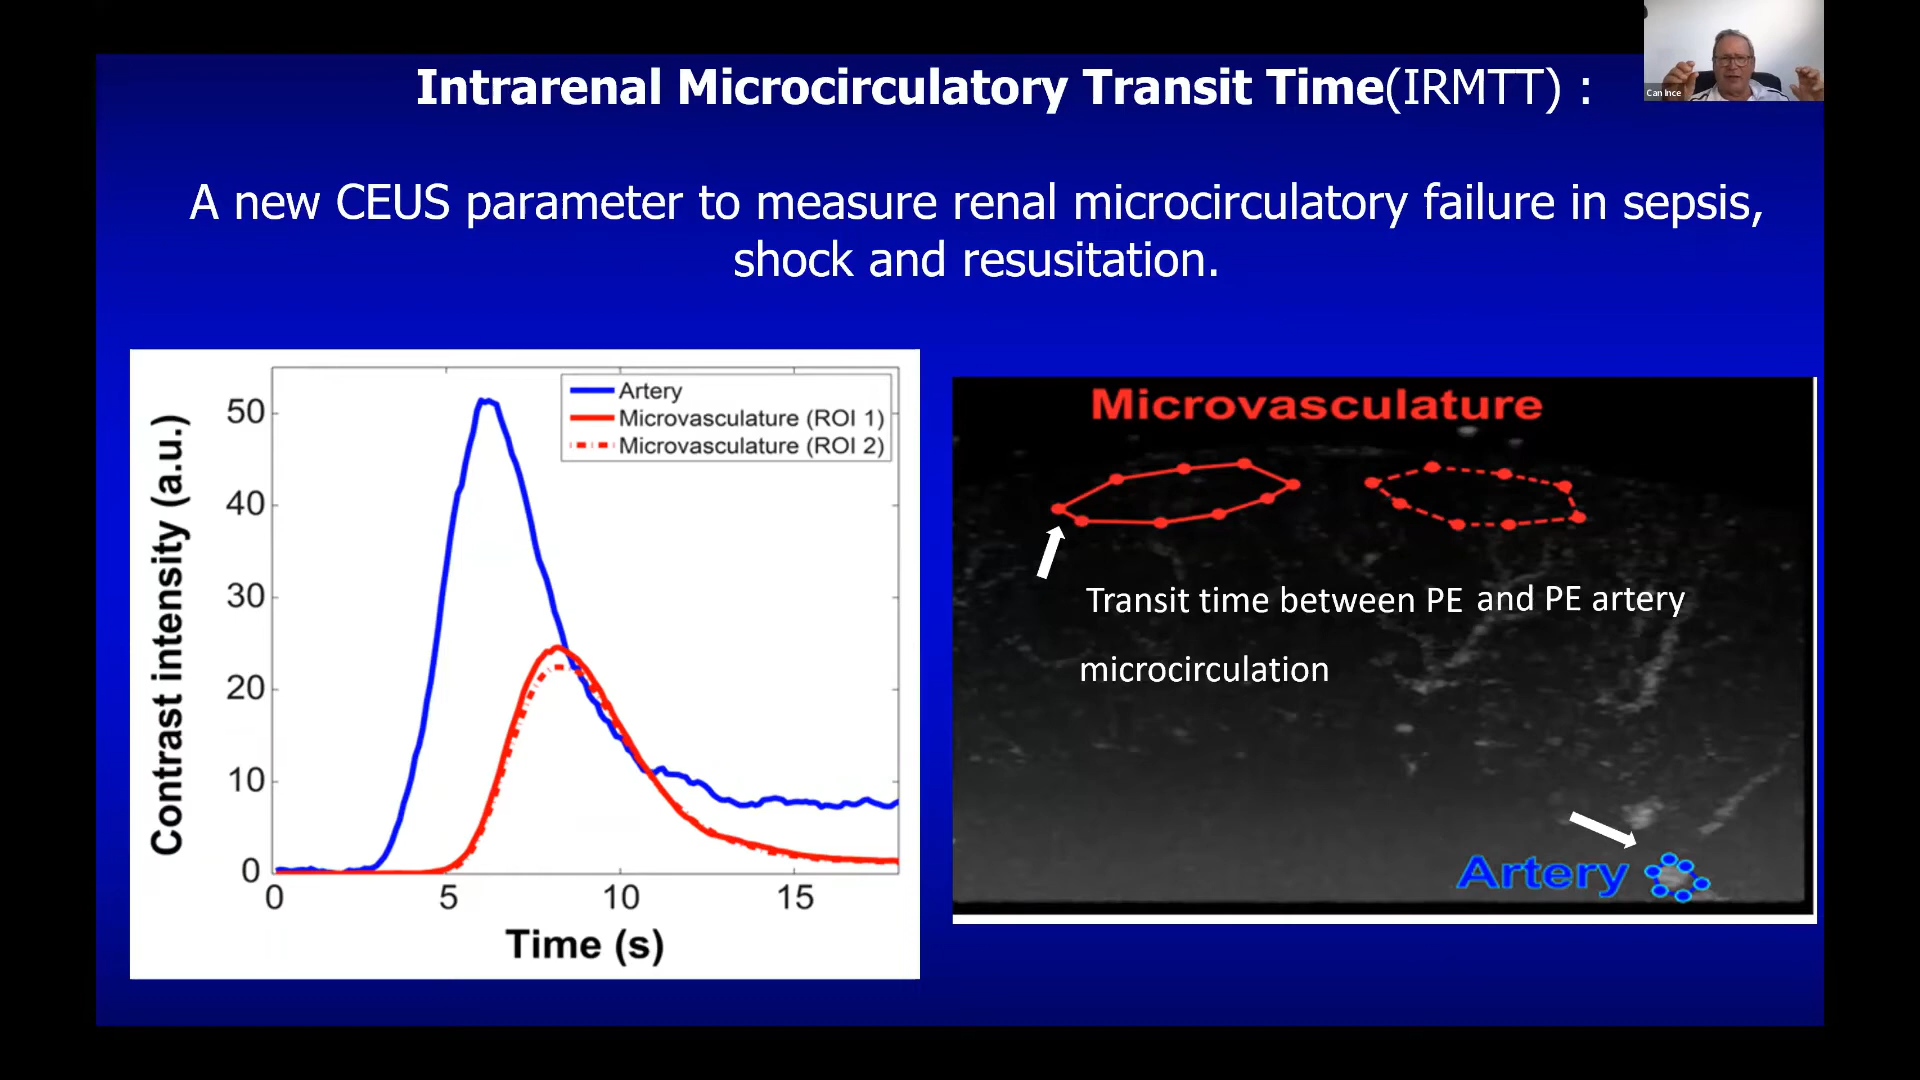 Intrarenal Microcirculatory Transit Time(IRMTT) :
Can Ince
A new CEUS parameter to measure renal microcirculatory failure in sepsis,
shock and resusitation.
Artery
Microvasculature (ROI 1)
Microvasculature (ROI 2)
Contrast intensity (a.u.)
50
40
30
20
10
0
0 5 10 15
Time (s)
Microvasculature
Transit time between PE and PE artery
microcirculation
Artery